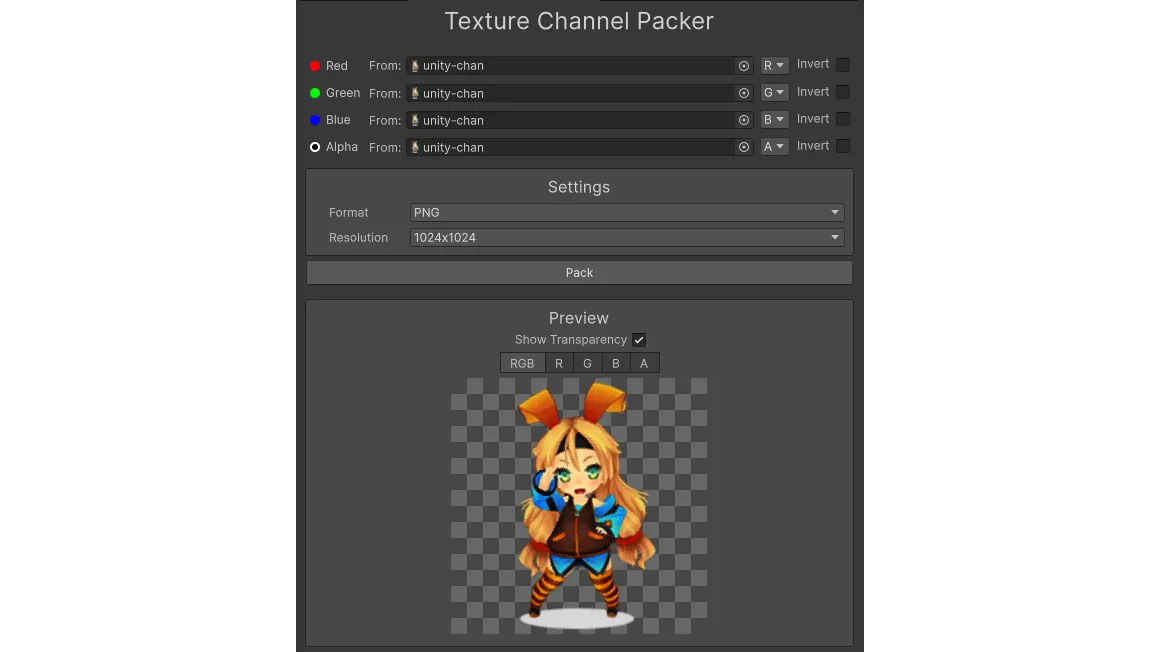 Texture Channel Packer
Red From: unity-chan R Invert
Green From: unity-chan G Invert
Blue From: unity-chan B Invert
Alpha From: unity-chan A Invert
Settings
Format PNG
Resolution 1024x1024
Pack
Preview
Show Transparency
RGB R G B A